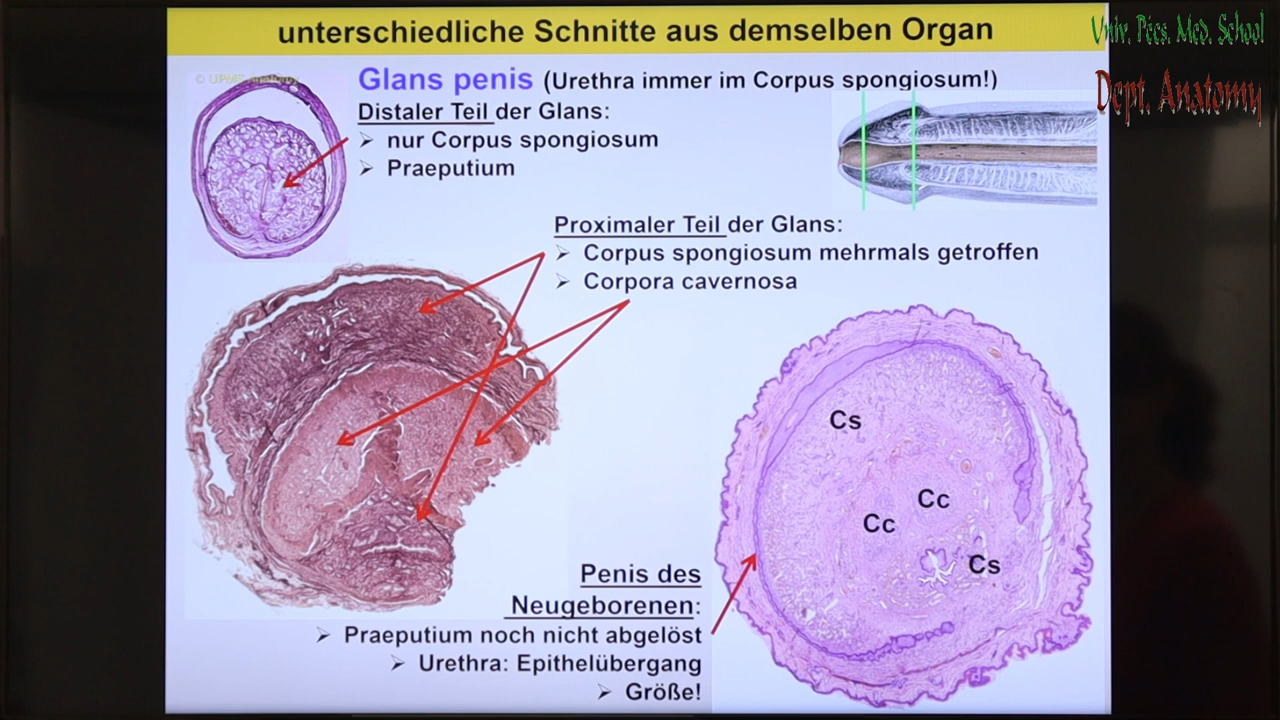 unterschiedliche Schnitte aus demselben Organ
Univ. Pécs. Med. School
Dept. Anatomy
© UPMS Anatomy
Glans penis (Urethra immer im Corpus spongiosum!)
Distaler Teil der Glans:
➢ nur Corpus spongiosum
➢ Praeputium
Proximaler Teil der Glans:
➢ Corpus spongiosum mehrmals getroffen
➢ Corpora cavernosa
Cs
Cc
Cc
Cs
Penis des
Neugeborenen:
➢ Praeputium noch nicht abgelöst
➢ Urethra: Epithelübergang
➢ Größe!